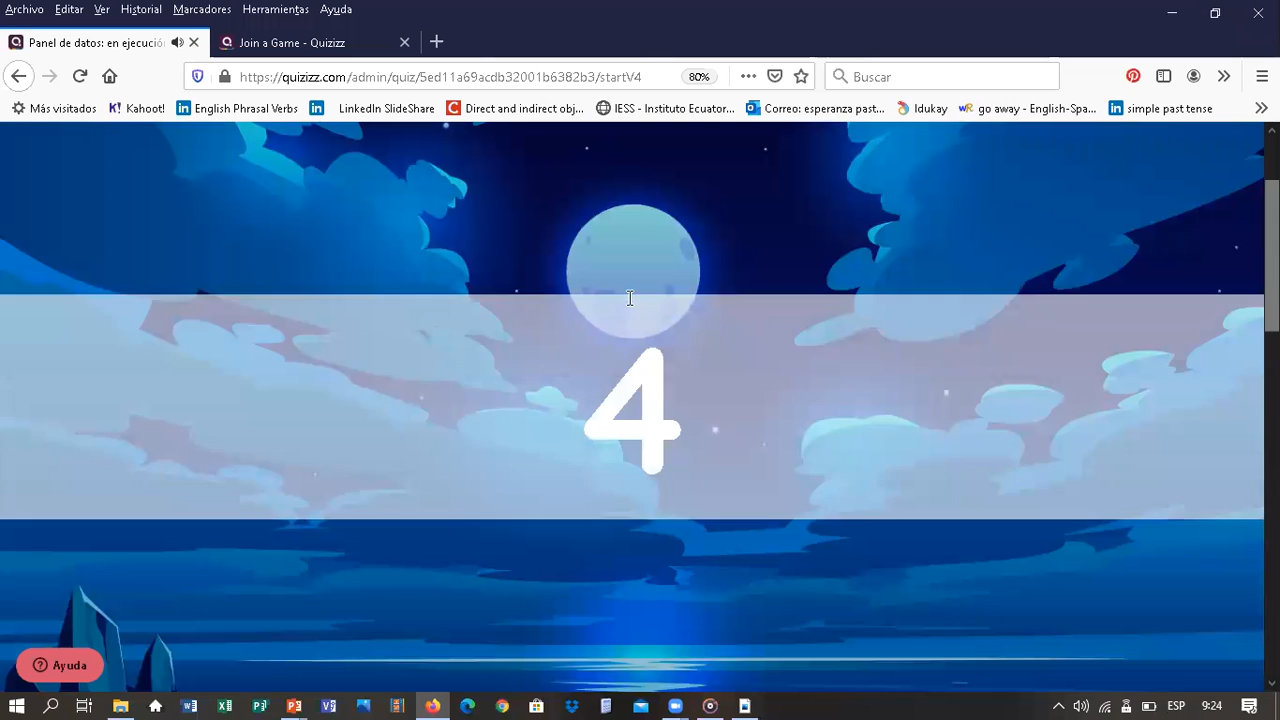 Archivo Editar Ver Historial Marcadores Herramientas Ayuda
Panel de datos: en ejecució
Join a Game - Quizizz
https://quizizz.com/admin/quiz/5ed11a69acdb32001b6382b3/startV4
80%
Buscar
Más visitados Kahoot! English Phrasal Verbs LinkedIn SlideShare Direct and indirect obj... IESS - Instituto Ecuator... Correo: esperanza past... Idukay go away - English-Spa... simple past tense
4
Ayuda
ESP 9:24